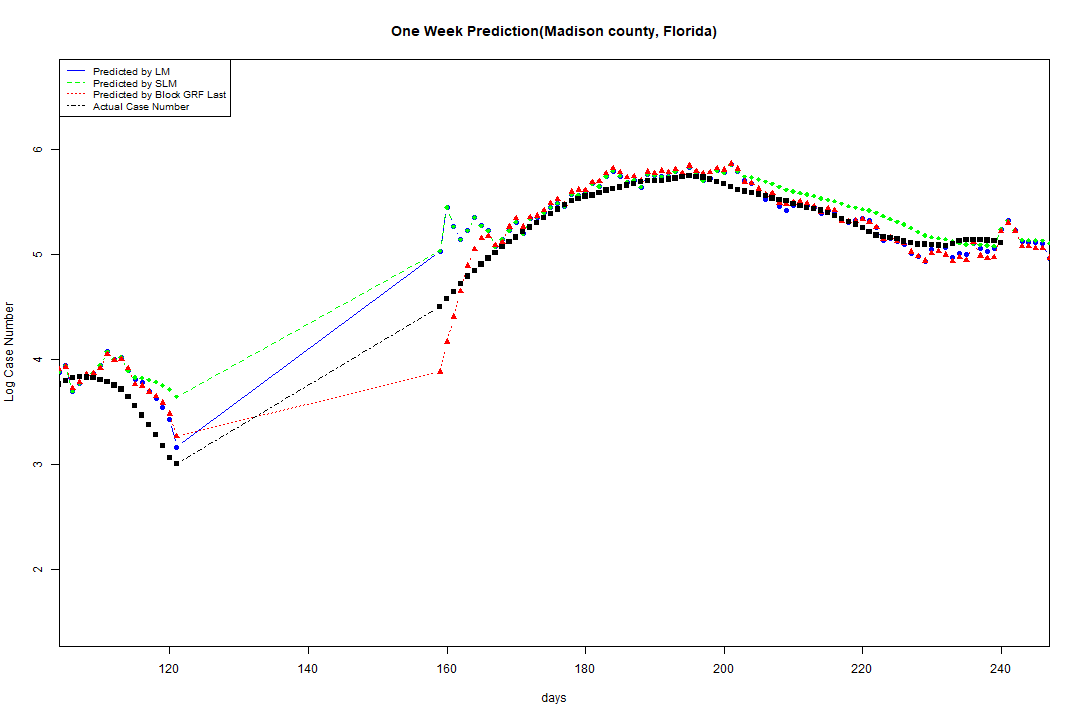 One Week Prediction(Madison county, Florida)
Predicted by LM
Predicted by SLM
Predicted by Block GRF Last
Actual Case Number
6
5
4
3
2
Log Case Number
120 140 160 180 200 220 240
days